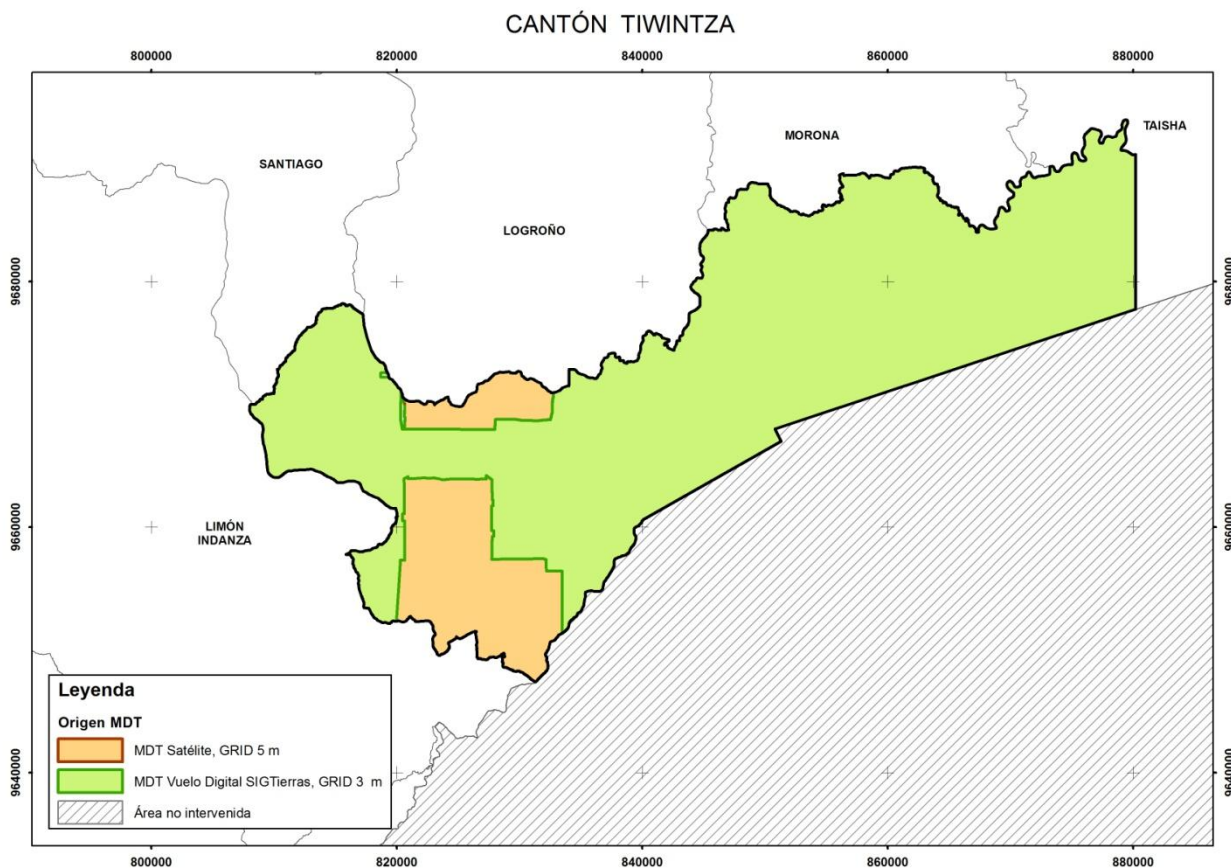 CANTÓN TIWINTZA
800000 820000 840000 860000 880000
MORONA
TAISHA
SANTIAGO
LOGROÑO
9680000 9680000
9660000 9660000
LIMÓN
INDANZA
9640000 9640000
Leyenda
Origen MDT
MDT Satélite, GRID 5 m
MDT Vuelo Digital SIGTierras, GRID 3 m
Área no intervenida
800000 820000 840000 860000 880000